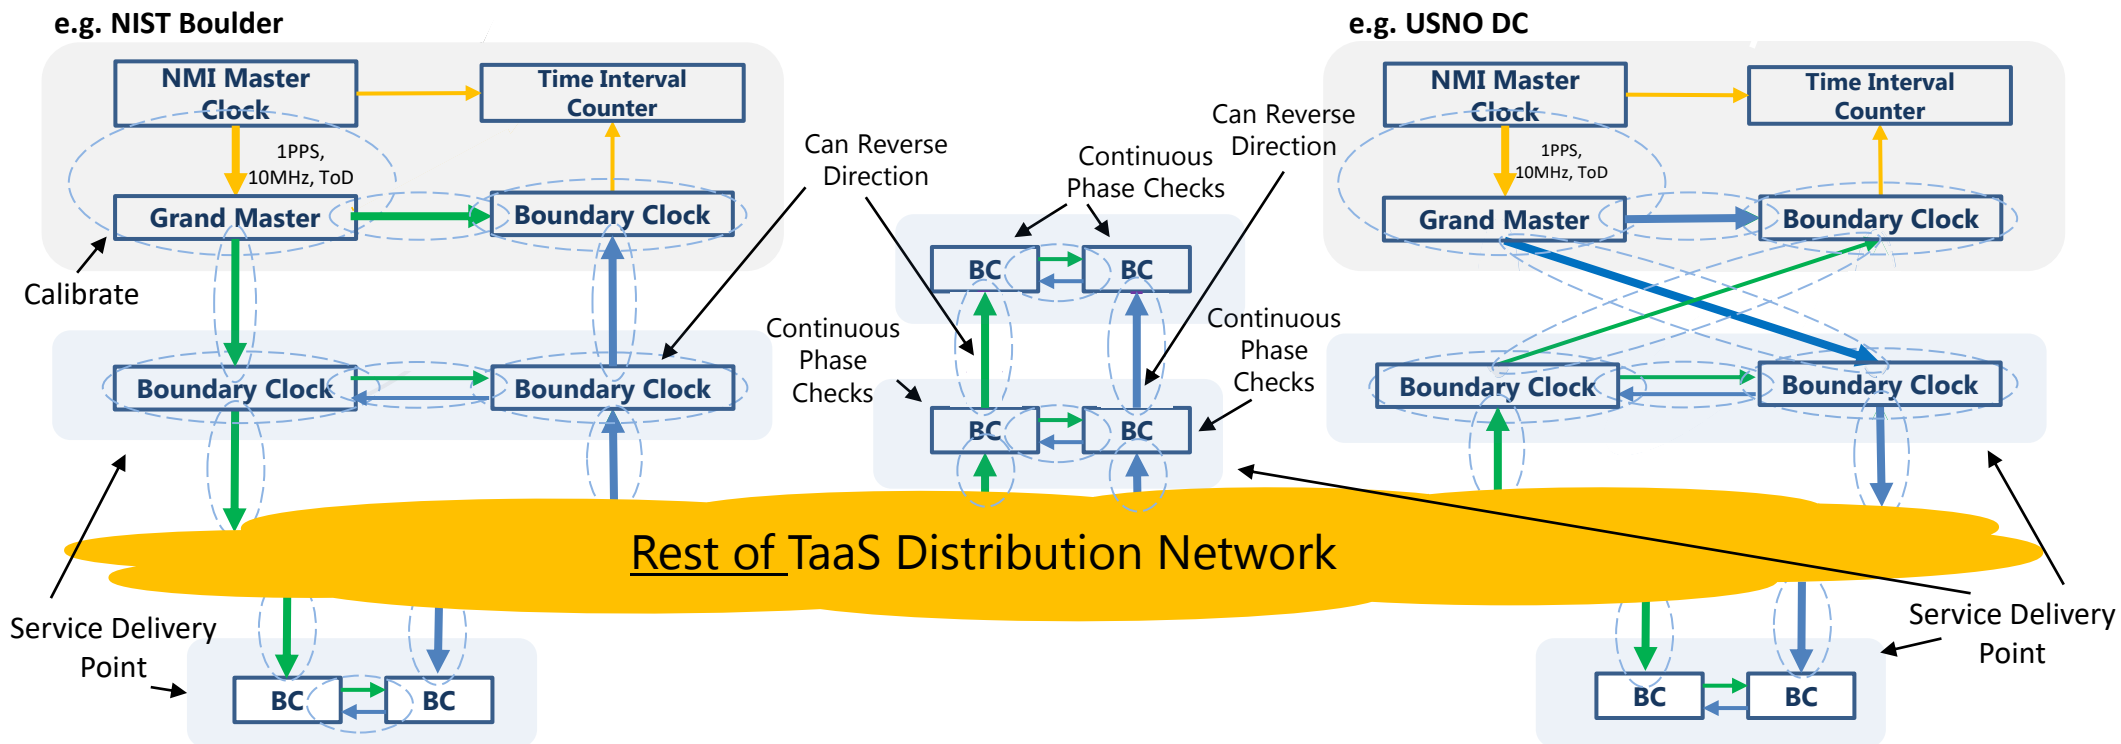 e.g. NIST Boulder
NMI Master
Clock
Time Interval
Counter
1PPS,
10MHz, ToD
Grand Master
Boundary Clock
Calibrate
Boundary Clock
Boundary Clock
Can Reverse
Direction
Continuous
Phase Checks
Can Reverse
Direction
BC
BC
Continuous
Phase
Checks
Continuous
Phase
Checks
BC
BC
e.g. USNO DC
NMI Master
Clock
Time Interval
Counter
1PPS,
10MHz, ToD
Grand Master
Boundary Clock
Boundary Clock
Boundary Clock
Rest of TaaS Distribution Network
Service Delivery
Point
BC
BC
Service Delivery
Point
BC
BC